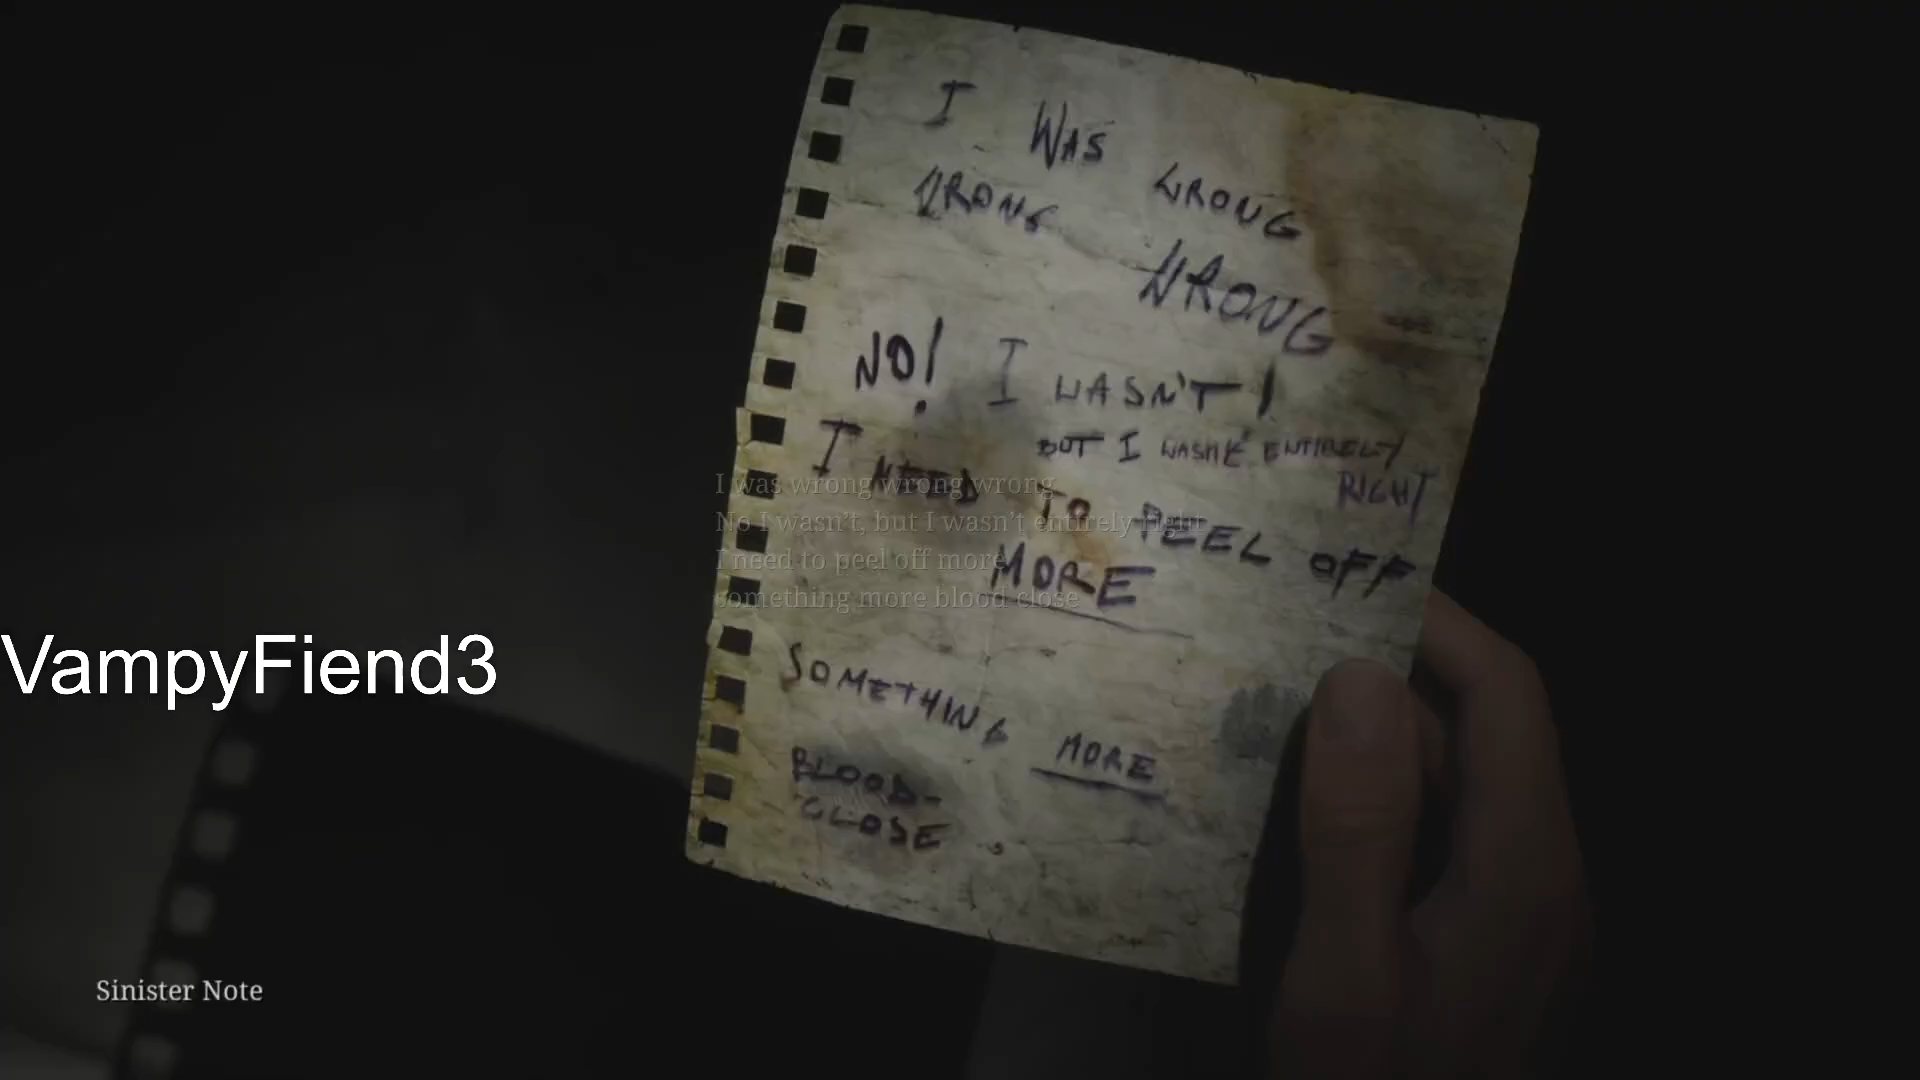 I WAS WRONG
WRONG
WRONG
NO! I WASN'T!
BUT I WASN'T ENTIRELY
RIGHT
I NEED TO PEEL OFF
MORE
SOMETHING MORE
BLOOD-
CLOSE
I was wrong wrong wrong
No I wasn't, but I wasn't entirely right
I need to peel off more
something more blood close
VampyFiend3
Sinister Note